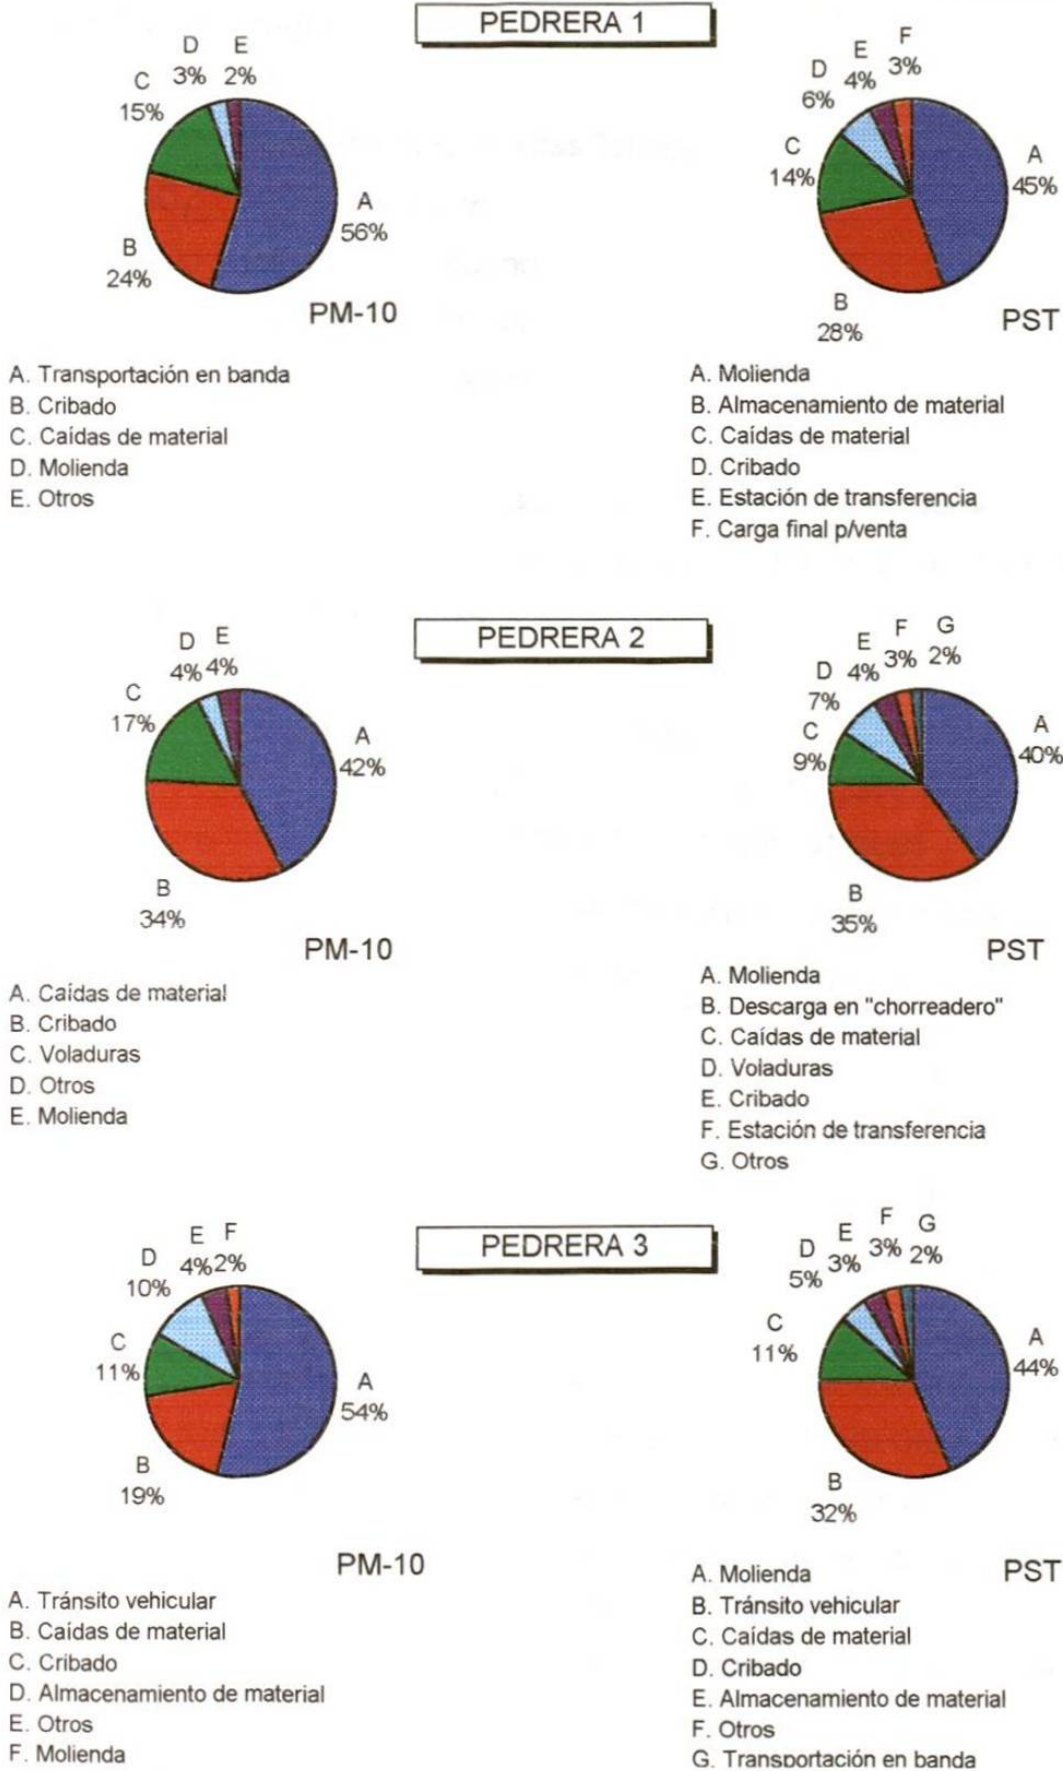 PEDRERA 1
D E
3% 2%
C
15%
A
56%
B
24%
PM-10
F
3%
E
4%
D
6%
C
14%
A
45%
B
28%
PST
A. Transportación en banda
B. Cribado
C. Caídas de material
D. Molienda
E. Otros
A. Molienda
B. Almacenamiento de material
C. Caídas de material
D. Cribado
E. Estación de transferencia
F. Carga final p/venta
PEDRERA 2
D E
4% 4%
C
17%
A
42%
B
34%
PM-10
G
2%
F
3%
E
4%
D
7%
C
9%
A
40%
B
35%
PST
A. Caídas de material
B. Cribado
C. Voladuras
D. Otros
E. Molienda
A. Molienda
B. Descarga en "chorreadero"
C. Caídas de material
D. Voladuras
E. Cribado
F. Estación de transferencia
G. Otros
PEDRERA 3
E F
4% 2%
D
10%
C
11%
A
54%
B
19%
PM-10
F G
3% 2%
E
3%
D
5%
C
11%
A
44%
B
32%
PST
A. Tránsito vehicular
B. Caídas de material
C. Cribado
D. Almacenamiento de material
E. Otros
F. Molienda
A. Molienda
B. Tránsito vehicular
C. Caídas de material
D. Cribado
E. Almacenamiento de material
F. Otros
G. Transportación en banda